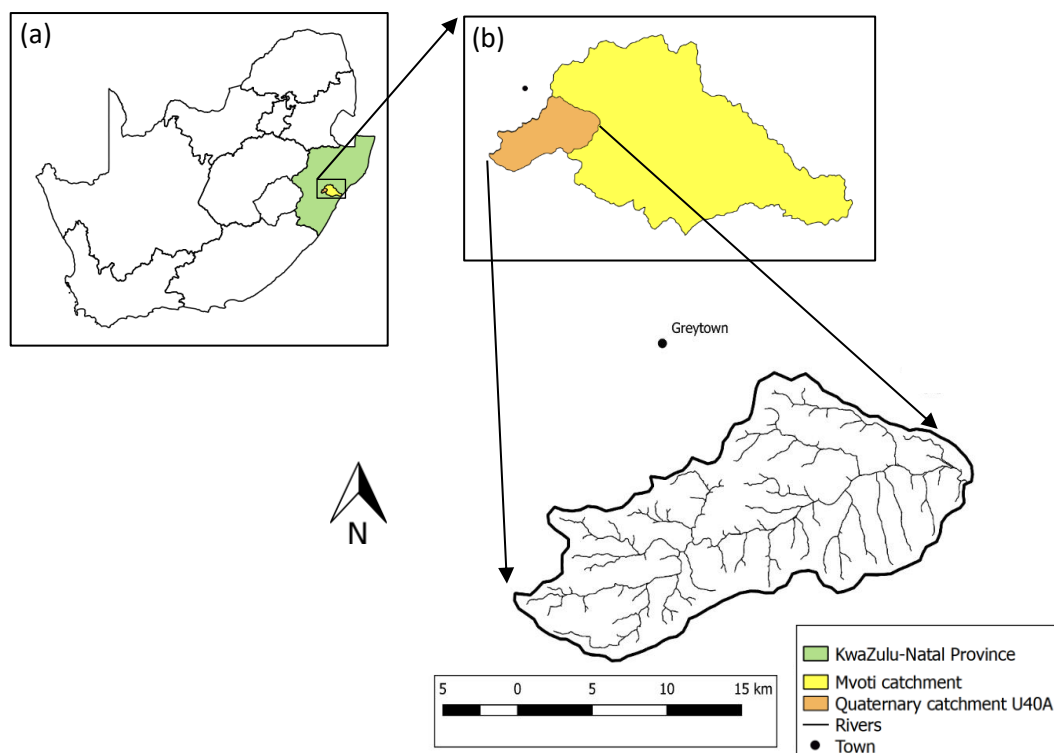 (a)
(b)
Greytown
N
5 0 5 10 15 km
KwaZulu-Natal Province
Mvoti catchment
Quaternary catchment U40A
Rivers
Town